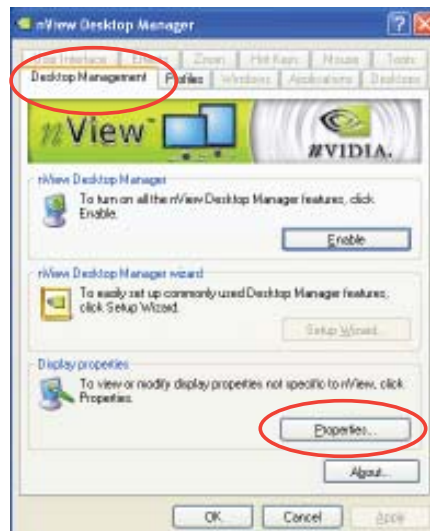 nView Desktop Manager
User Interface Effects Zoom Hot Keys Mouse Tools
Desktop Management Profiles Windows Applications Desktops
nView™
nVIDIA.
nView Desktop Manager
To turn on all the nView Desktop Manager features, click
Enable.
Enable
nView Desktop Manager wizard
To easily set up commonly used Desktop Manager features,
click Setup Wizard.
Setup Wizard...
Display properties
To view or modify display properties not specific to nView, click
Properties.
Properties...
About...
OK Cancel Apply